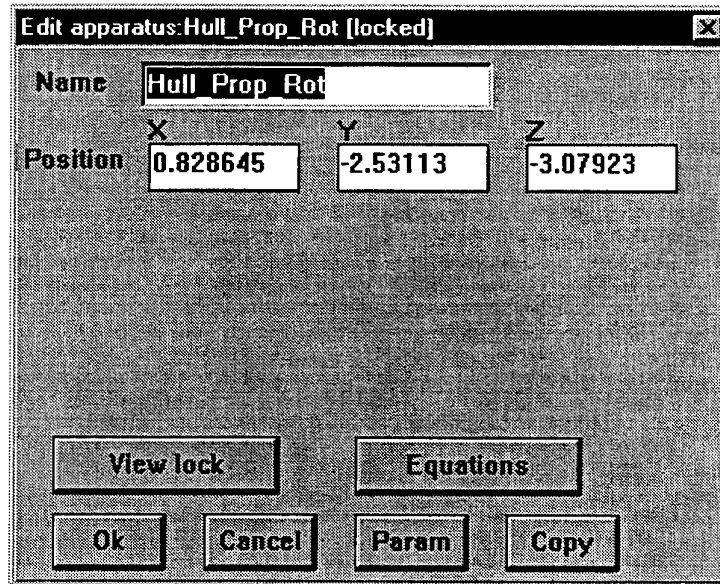 Edit apparatus:Hull_Prop_Rot [locked]
Name Hull_Prop_Rot
X Y Z
Position 0.828645 -2.53113 -3.07923
View lock Equations
Ok Cancel Param Copy